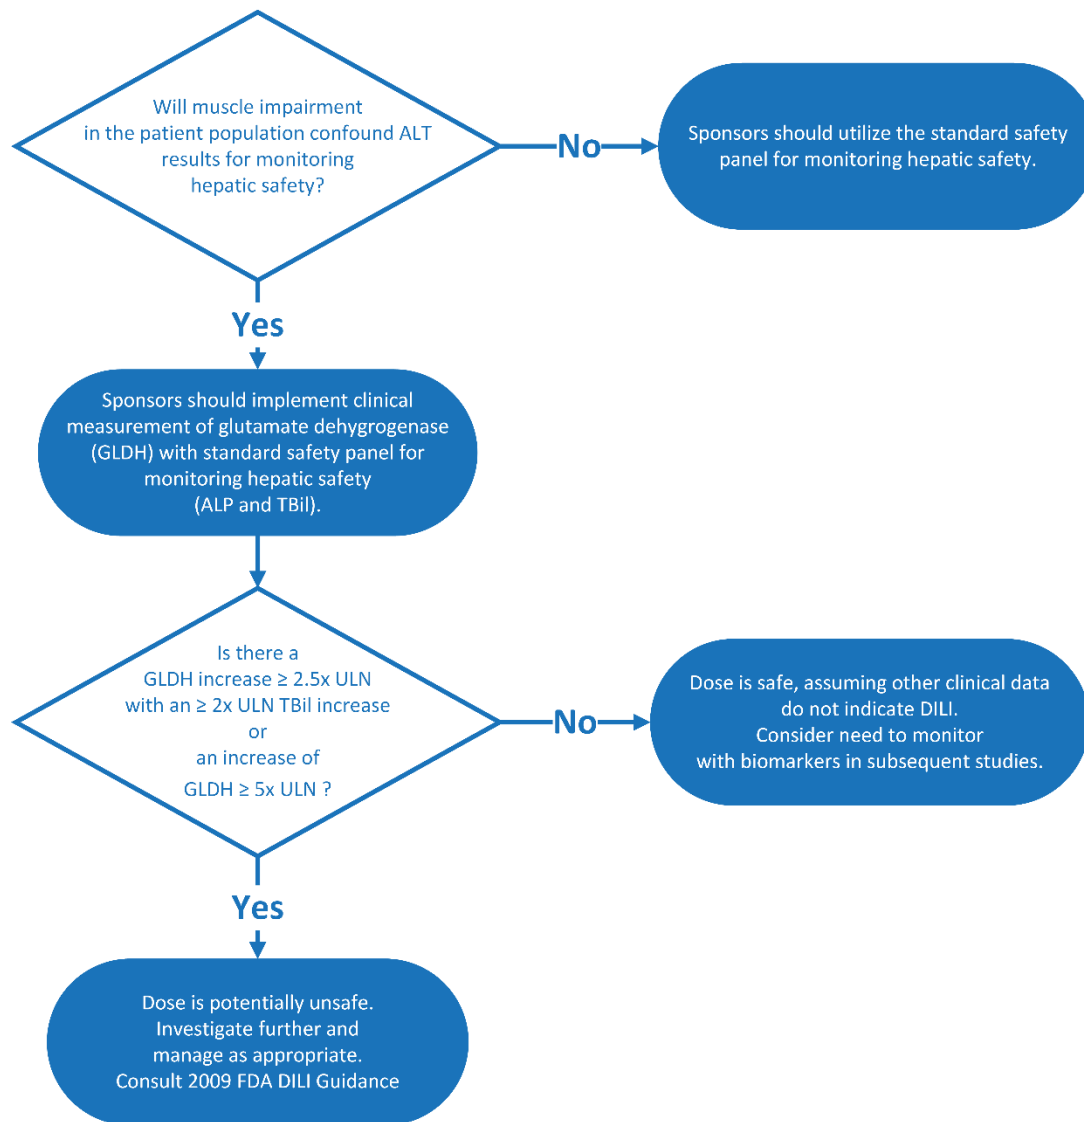 Will muscle impairment
in the patient population confound ALT
results for monitoring
hepatic safety?
No
Sponsors should utilize the standard safety
panel for monitoring hepatic safety.
Yes
Sponsors should implement clinical
measurement of glutamate dehygrogenase
(GLDH) with standard safety panel for
monitoring hepatic safety
(ALP and TBil).
Is there a
GLDH increase ≥ 2.5x ULN
with an ≥ 2x ULN TBil increase
or
an increase of
GLDH ≥ 5x ULN ?
No
Dose is safe, assuming other clinical data
do not indicate DILI.
Consider need to monitor
with biomarkers in subsequent studies.
Yes
Dose is potentially unsafe.
Investigate further and
manage as appropriate.
Consult 2009 FDA DILI Guidance